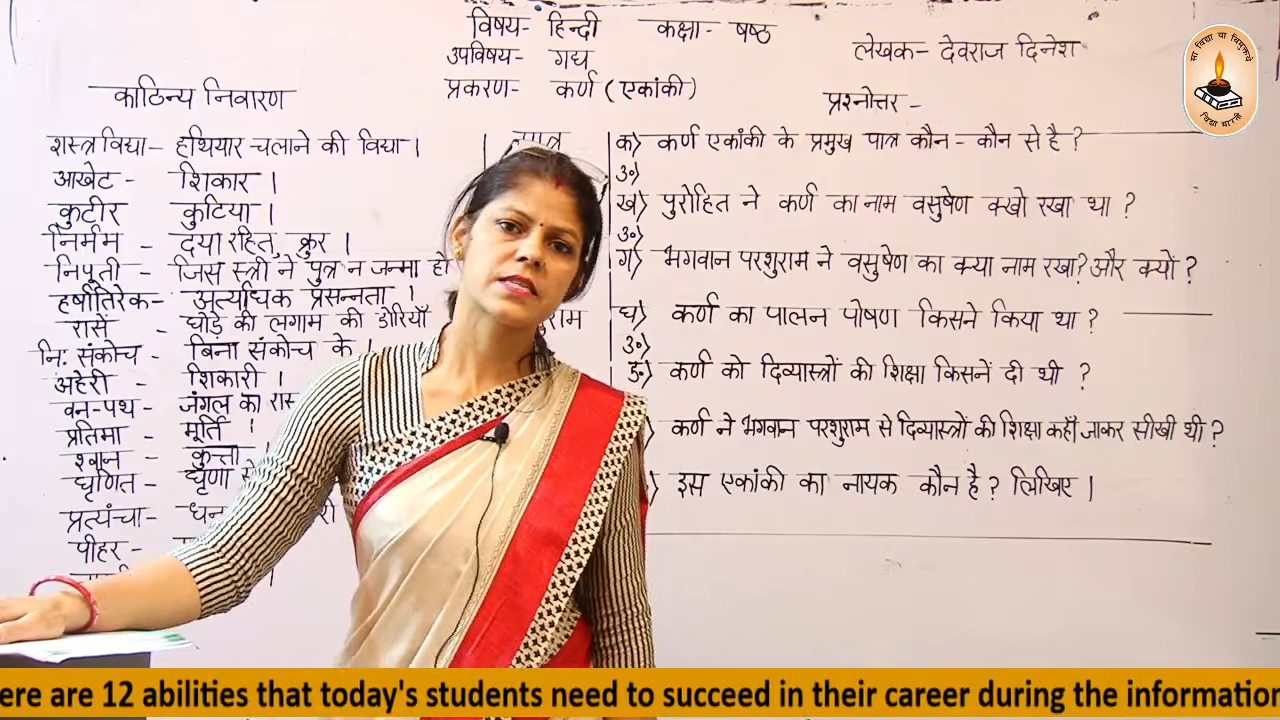 विषय- हिन्दी कक्षा- षष्ठ
उपविषय- गद्य
लेखक- देवराज दिनेश
प्रकरण- कर्ण (एकांकी)
काठिन्य निवारण
शस्त्र विद्या- हथियार चलाने की विद्या।
आखेट- शिकार।
कुटीर कुटिया।
निर्मम - दया रहित, क्रुर।
निपूती - जिस स्त्री ने पुत्र न जन्मा हो
हर्षातिरेक- अत्यधिक प्रसन्नता।
रासें - घोड़े की लगाम की डोरियाँ
नि: संकोच - बिना संकोच के।
अहेरी - शिकारी।
वन-पथ- जंगल का रास
प्रतिमा - मूर्ति।
श्वान - कुत्ता
घृणित- घृणा से
प्रत्यंचा- धन
पीहर-
पात्र
राम
प्रश्नोत्तर -
क) कर्ण एकांकी के प्रमुख पात्र कौन - कौन से है?
उ०)
ख) पुरोहित ने कर्ण का नाम वसुषेण क्यो रखा था?
उ०)
ग) भगवान परशुराम ने वसुषेण का क्या नाम रखा? और क्यों?
घ) कर्ण का पालन पोषण किसने किया था?
उ०)
ड़) कर्ण को दिव्यास्त्रों की शिक्षा किसनें दी थी ?
) कर्ण ने भगवान परशुराम से दिव्यास्त्रों की शिक्षा कहाँ जाकर सीखी थी?
) इस एकांकी का नायक कौन है? लिखिए।
सा विद्या या विमुक्तये
विद्या भारती
ere are 12 abilities that today's students need to succeed in their career during the information